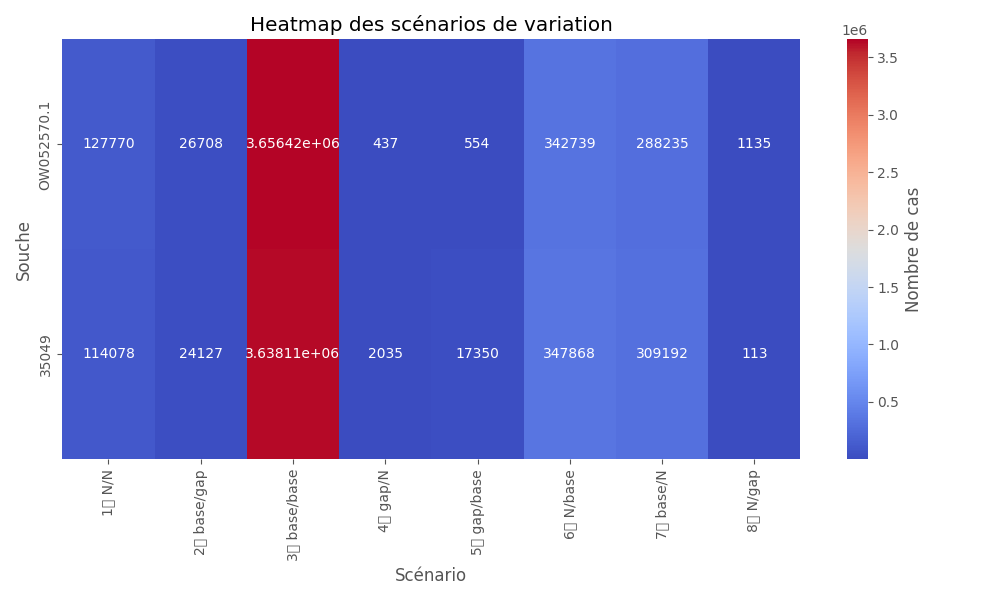 Heatmap des scénarios de variation
1e6
OW052570.1
127770 26708 3.65642e+06 437 554 342739 288235 1135
35049
114078 24127 3.63811e+06 2035 17350 347868 309192 113
Souche
3.5
3.0
2.5
2.0
1.5
1.0
0.5
Nombre de cas
1▯ N/N
2▯ base/gap
3▯ base/base
4▯ gap/N
5▯ gap/base
6▯ N/base
7▯ base/N
8▯ N/gap
Scénario